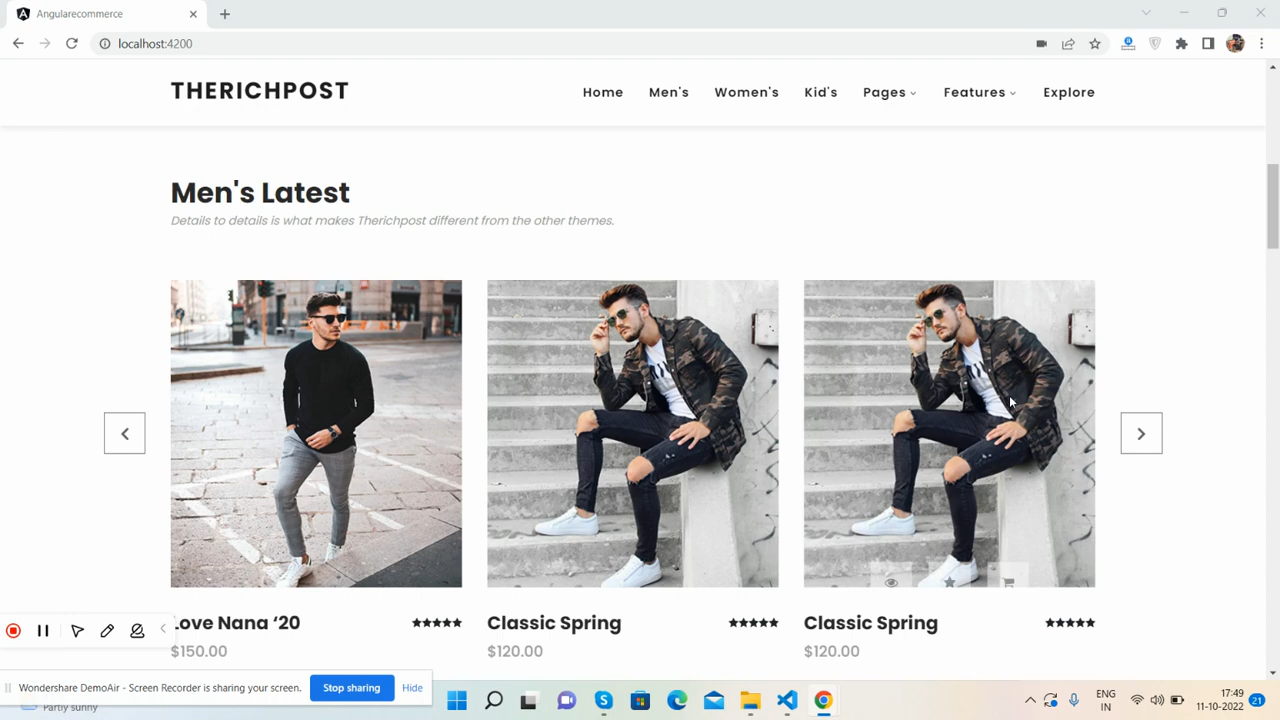 Angularecommerce
localhost:4200
THERICHPOST
Home Men's Women's Kid's Pages Features Explore
Men's Latest
Details to details is what makes Therichpost different from the other themes.
Love Nana ‘20
$150.00
Classic Spring
$120.00
Classic Spring
$120.00
Wondershare DemoAir - Screen Recorder is sharing your screen.
Stop sharing
Hide
Partly sunny
ENG
IN
17:49
11-10-2022
21